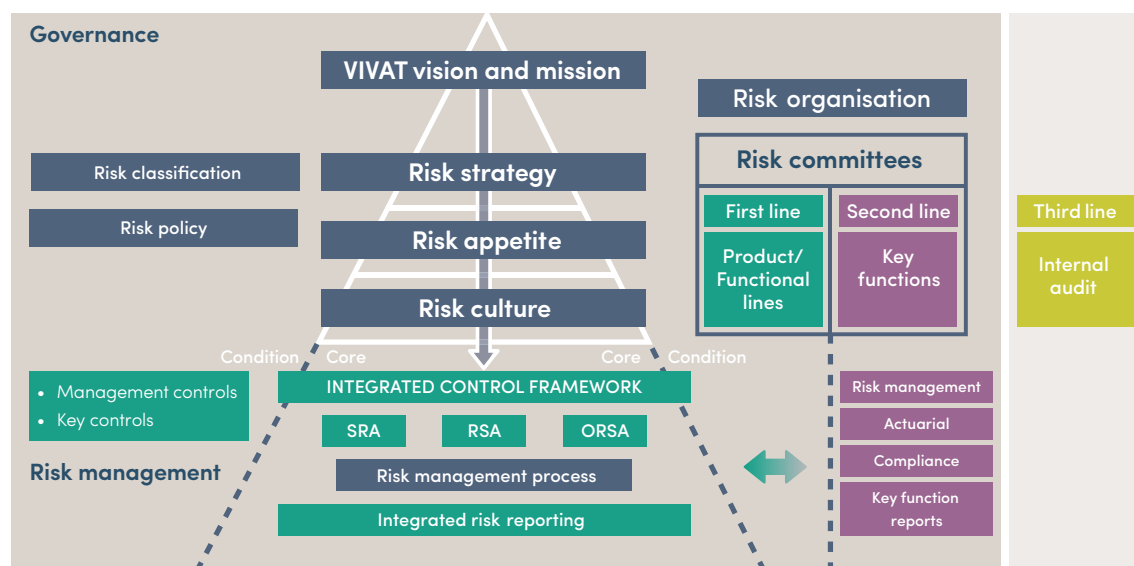 Governance
VIVAT vision and mission
Risk organisation
Risk committees
Risk classification
Risk strategy
First line
Second line
Third line
Risk policy
Risk appetite
Product/
Functional
lines
Key
functions
Internal
audit
Risk culture
Condition
Core
Core
Condition
• Management controls
• Key controls
INTEGRATED CONTROL FRAMEWORK
Risk management
SRA
RSA
ORSA
Actuarial
Risk management
Risk management process
Compliance
Integrated risk reporting
Key function
reports